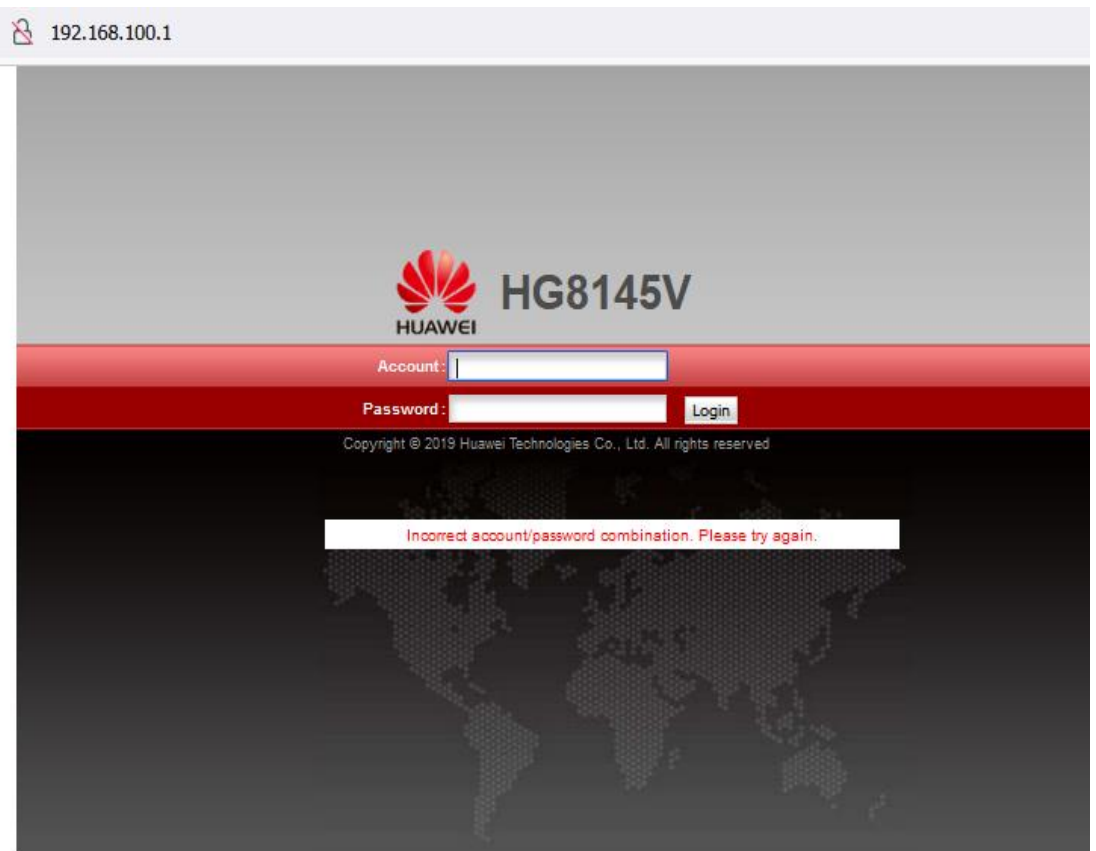 192.168.100.1
HUAWEI
HG8145V
Account:
Password:
Login
Copyright © 2019 Huawei Technologies Co., Ltd. All rights reserved
Incorrect account/password combination. Please try again.